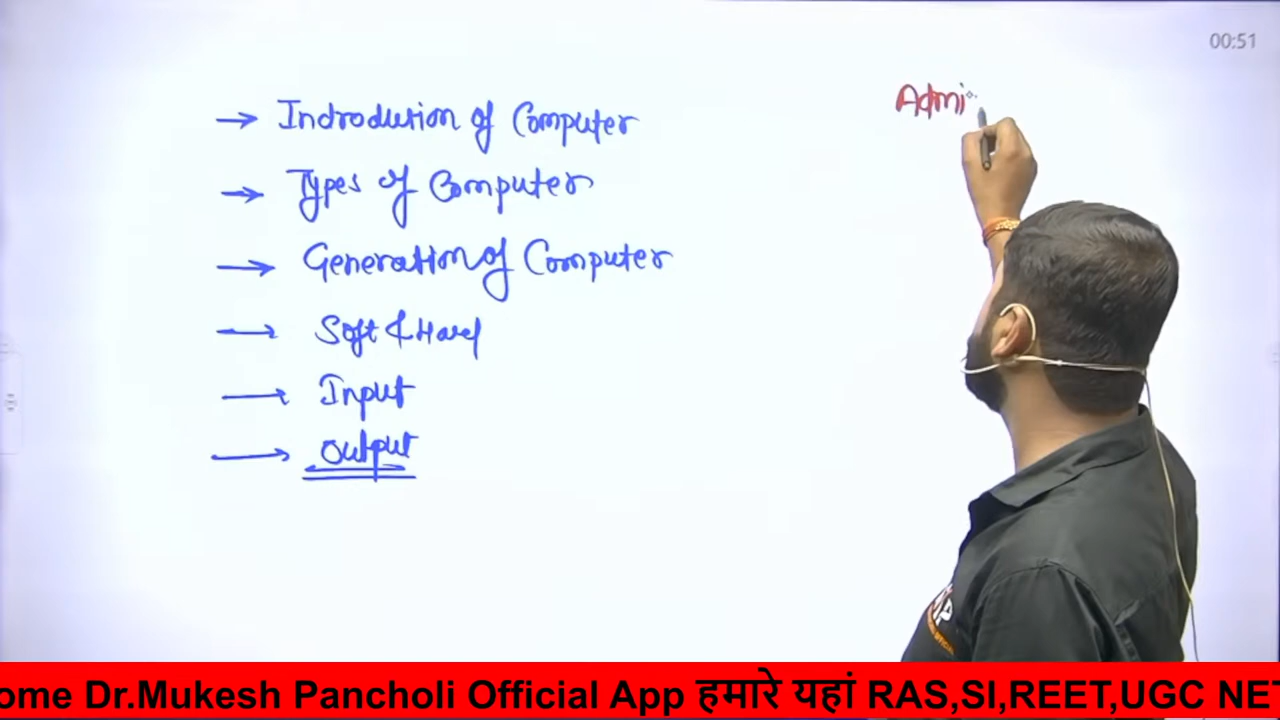 00:51
Admi
→ Indrodution of Computer
→ Types of Computer
→ Generation of Computer
→ Soft & Hard
→ Input
→ Output
ome Dr.Mukesh Pancholi Official App हमारे यहां RAS,SI,REET,UGC NET